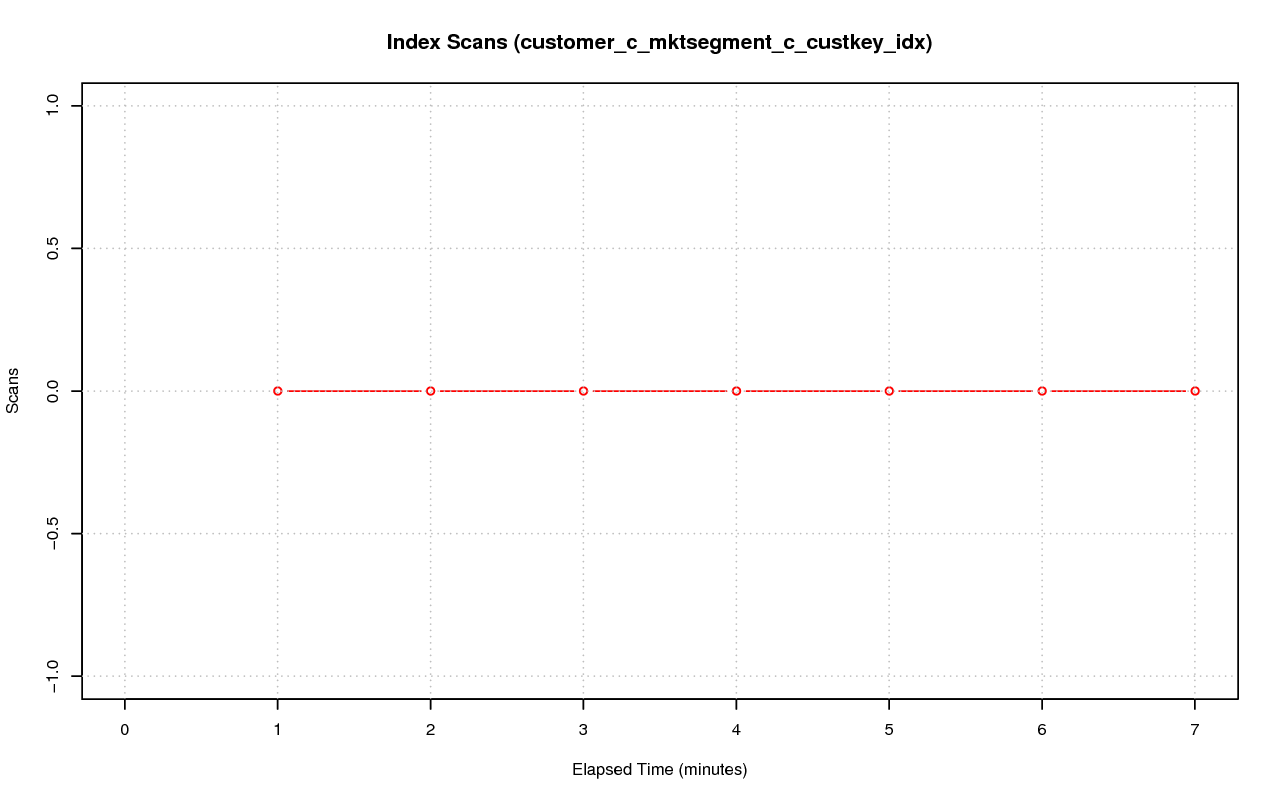 Index Scans (customer_c_mktsegment_c_custkey_idx)
1.0
0.5
0.0
−0.5
−1.0
Scans
0 1 2 3 4 5 6 7
Elapsed Time (minutes)